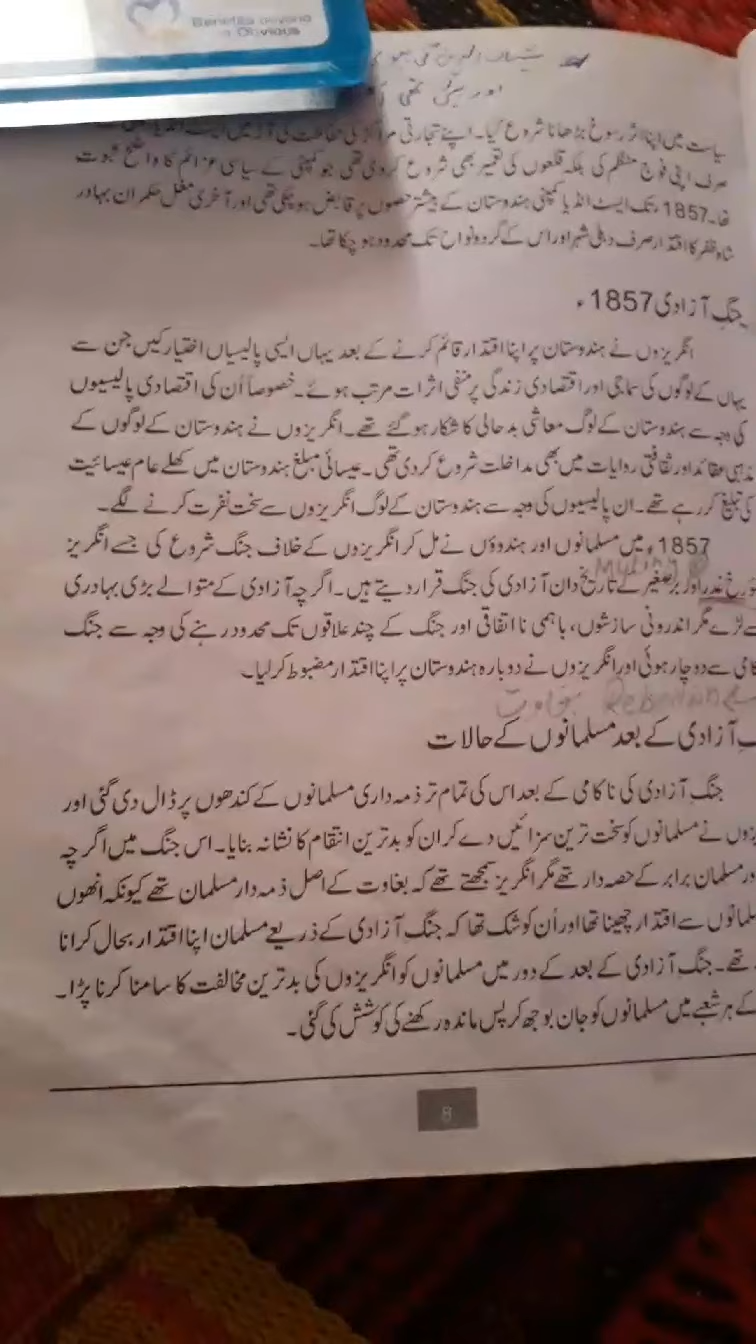 Benefits beyond
Obvious
اور
سیاست میں اپنا اثر رسوخ بڑھانا شروع کیا۔ اپنے تجارتی مراکز کی حفاظت کی آڑ میں ایسٹ انڈیا
صرف اپنی فوج منظم کی بلکہ قلعوں کی تعمیر بھی شروع کر دی تھی جو کمپنی کے سیاسی عزائم کا واضح ثبوت
تھا۔ 1857ء تک ایسٹ انڈیا کمپنی ہندوستان کے بیشتر حصوں پر قابض ہو چکی تھی اور آخری مغل حکمران بہادر
شاہ ظفر کا اقتدار صرف دہلی شہر اور اس کے گردونواح تک محدود ہو چکا تھا۔
جنگِ آزادی 1857ء
انگریزوں نے ہندوستان پر اپنا اقتدار قائم کرنے کے بعد یہاں ایسی پالیسیاں اختیار کیں جن سے
یہاں کے لوگوں کی سماجی اور اقتصادی زندگی پر منفی اثرات مرتب ہوئے۔ خصوصاً اُن کی اقتصادی پالیسیوں
کی وجہ سے ہندوستان کے لوگ معاشی بدحالی کا شکار ہو گئے تھے۔ انگریزوں نے ہندوستان کے لوگوں کے
مذہبی عقائد اور ثقافتی روایات میں بھی مداخلت شروع کر دی تھی۔ عیسائی مبلغ ہندوستان میں کھلے عام عیسائیت
کی تبلیغ کر رہے تھے۔ ان پالیسیوں کی وجہ سے ہندوستان کے لوگ انگریزوں سے سخت نفرت کرنے لگے۔
1857ء میں مسلمانوں اور ہندوؤں نے مل کر انگریزوں کے خلاف جنگ شروع کی جسے انگریز
Mutiny
غدر اور برصغیر کے تاریخ دان آزادی کی جنگ قرار دیتے ہیں۔ اگرچہ آزادی کے متوالے بڑی بہادری
سے لڑے مگر اندرونی سازشوں، باہمی نااتفاقی اور جنگ کے چند علاقوں تک محدود رہنے کی وجہ سے جنگ
کامی سے دوچار ہوئی اور انگریزوں نے دوبارہ ہندوستان پر اپنا اقتدار مضبوط کر لیا۔
بغاوت
آزادی کے بعد مسلمانوں کے حالات
جنگِ آزادی کی ناکامی کے بعد اس کی تمام تر ذمہ داری مسلمانوں کے کندھوں پر ڈال دی گئی اور
یزوں نے مسلمانوں کو سخت ترین سزائیں دے کر ان کو بدترین انتقام کا نشانہ بنایا۔ اس جنگ میں اگرچہ
ور مسلمان برابر کے حصہ دار تھے مگر انگریز سمجھتے تھے کہ بغاوت کے اصل ذمہ دار مسلمان تھے کیونکہ انھوں
لمانوں سے اقتدار چھینا تھا اور اُن کو شک تھا کہ جنگِ آزادی کے ذریعے مسلمان اپنا اقتدار بحال کرانا
تھے۔ جنگِ آزادی کے بعد کے دور میں مسلمانوں کو انگریزوں کی بدترین مخالفت کا سامنا کرنا پڑا۔
کے ہر شعبے میں مسلمانوں کو جان بوجھ کر پس ماندہ رکھنے کی کوشش کی گئی۔
8